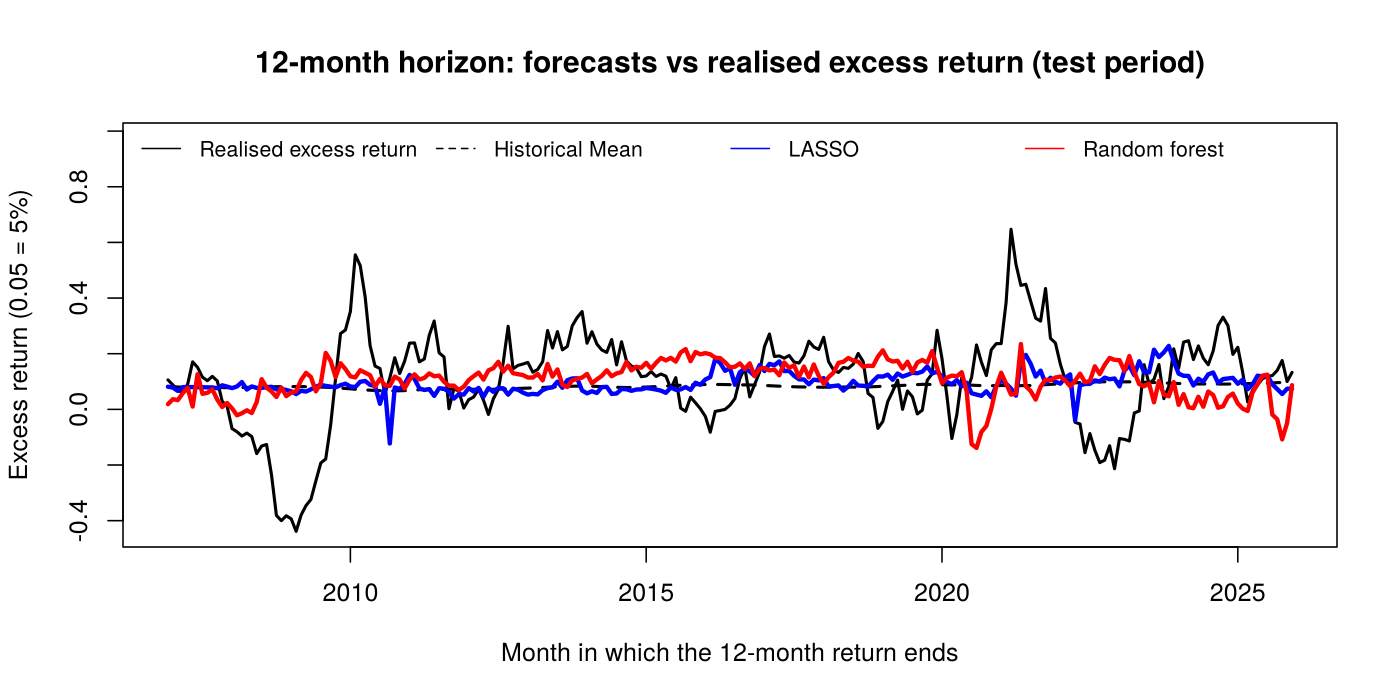 12-month horizon: forecasts vs realised excess return (test period)
Realised excess return Historical Mean LASSO Random forest
Excess return (0.05 = 5%)
0.8
0.4
0.0
-0.4
2010 2015 2020 2025
Month in which the 12-month return ends